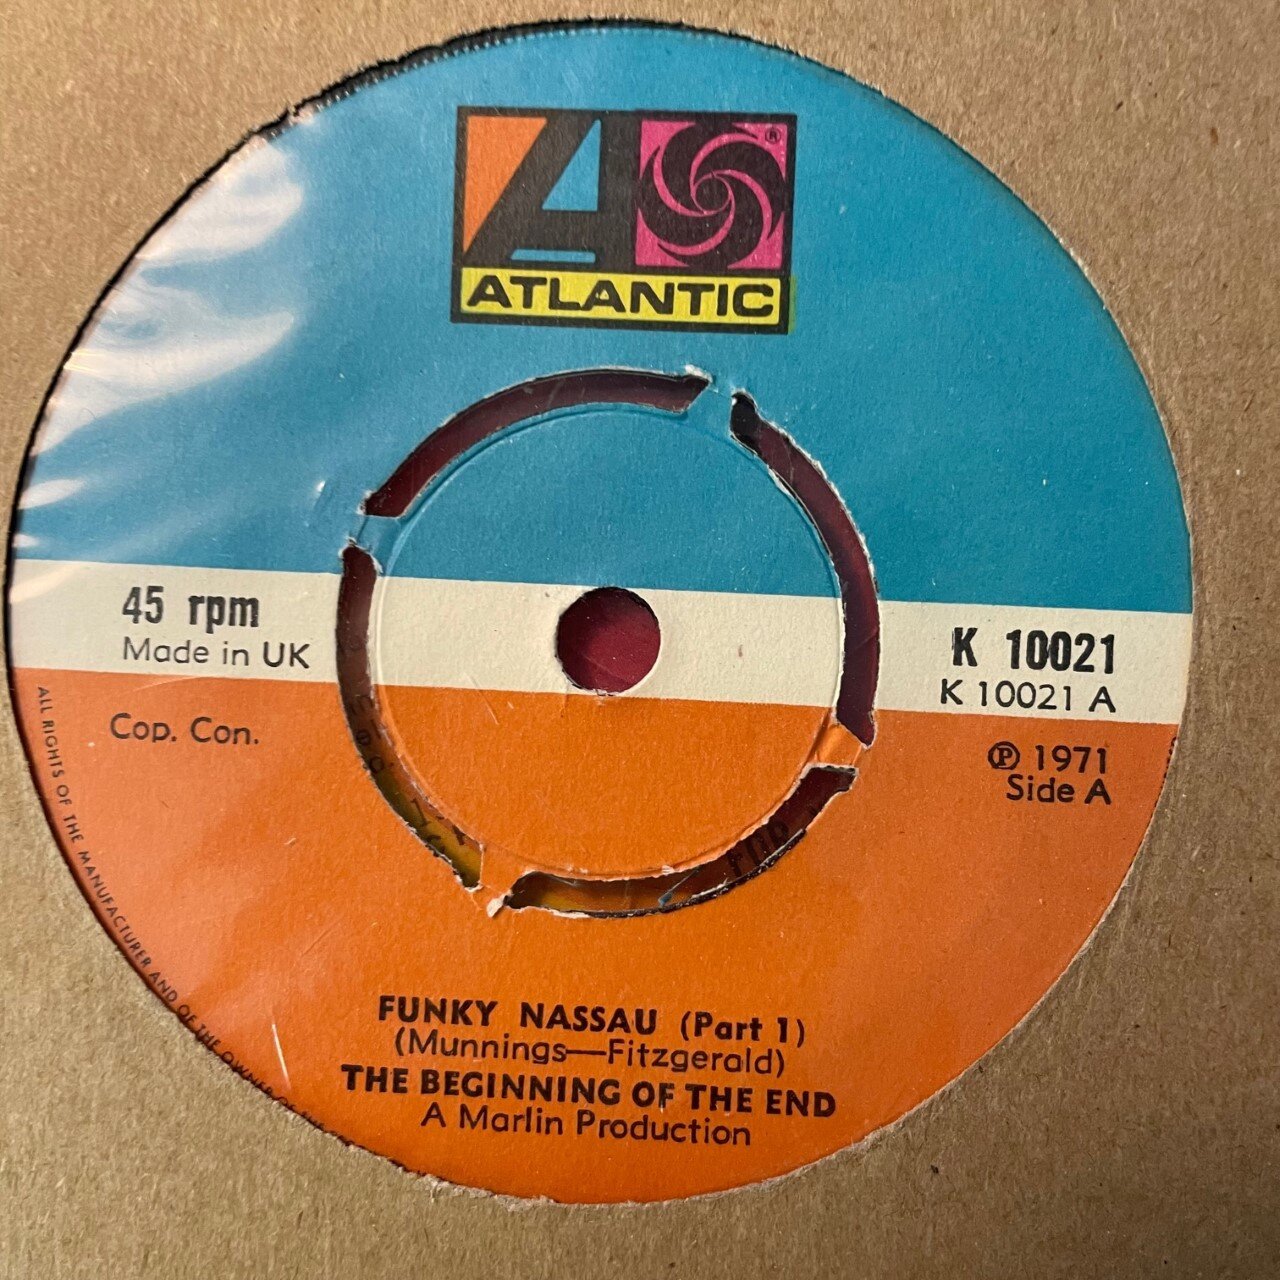 A
®
ATLANTIC
45 rpm
Made in UK
Cop. Con.
K 10021
K 10021 A
℗ 1971
Side A
FUNKY NASSAU (Part 1)
(Munnings—Fitzgerald)
THE BEGINNING OF THE END
A Marlin Production
ALL RIGHTS OF THE MANUFACTURER AND OF THE OWNER OF